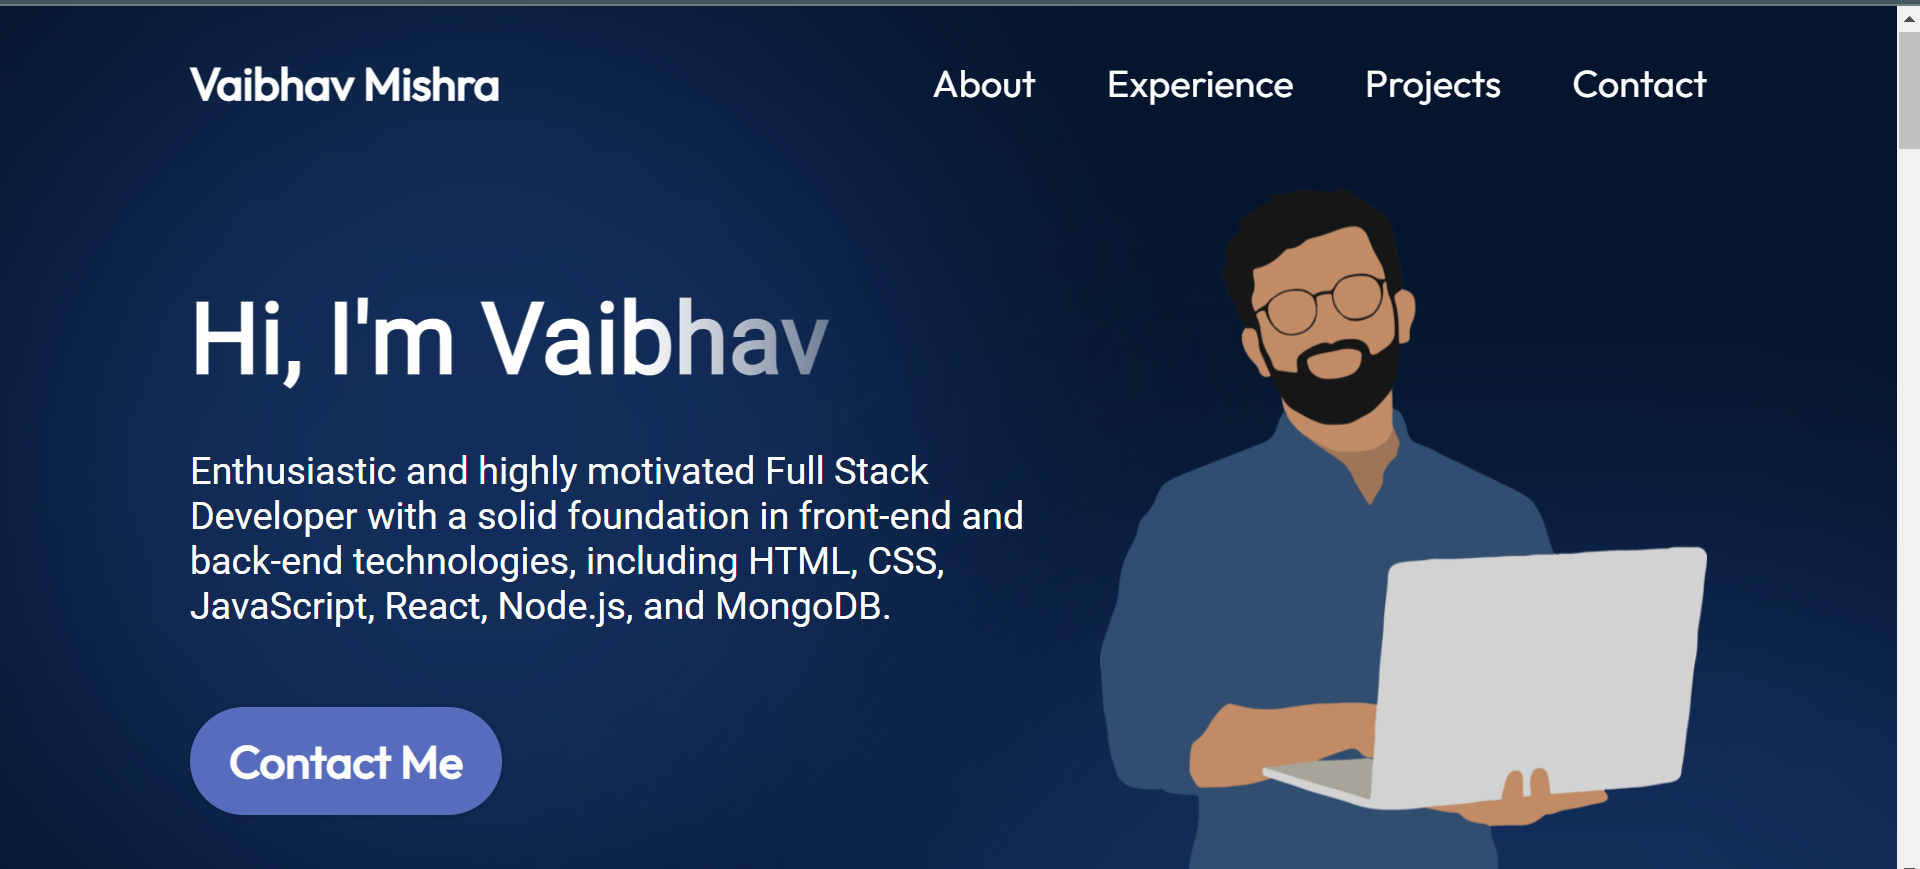 Vaibhav Mishra
About Experience Projects Contact
Hi, I'm Vaibhav
Enthusiastic and highly motivated Full Stack
Developer with a solid foundation in front-end and
back-end technologies, including HTML, CSS,
JavaScript, React, Node.js, and MongoDB.
Contact Me